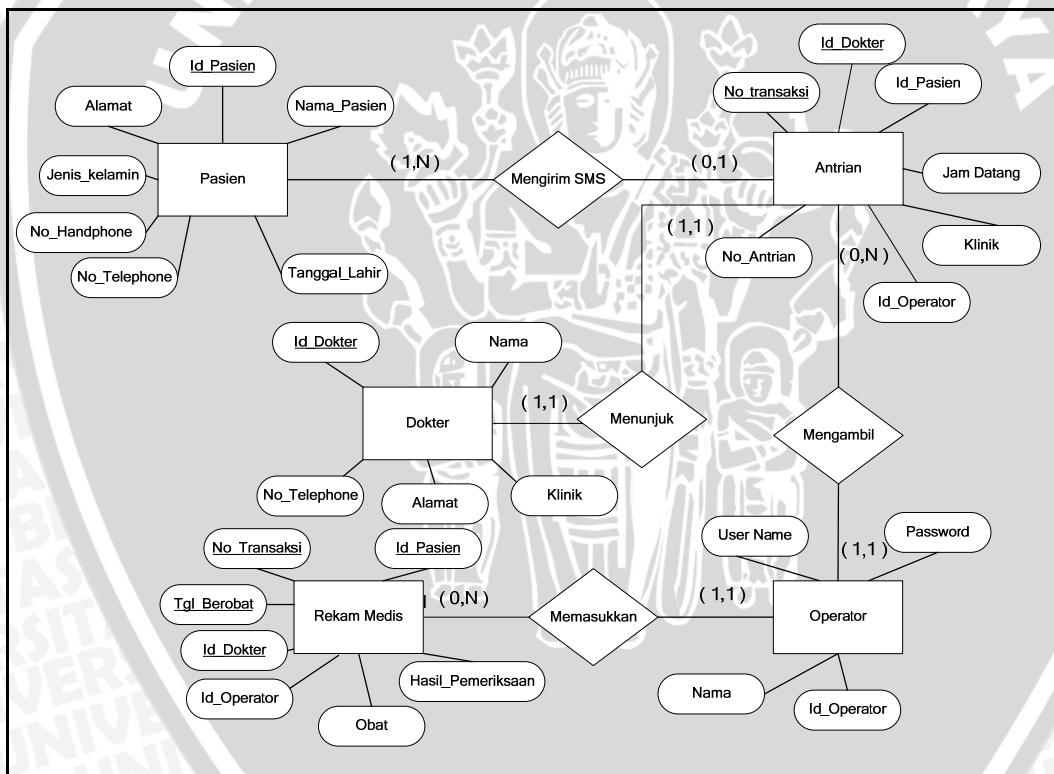 Id_Pasien
Alamat
Nama_Pasien
Jenis_kelamin
Pasien
No_Handphone
No_Telephone
Tanggal_Lahir
( 1,N )
Mengirim SMS
( 0,1 )
Id_Dokter
No_transaksi
Id_Pasien
Antrian
Jam Datang
Klinik
No_Antrian
Id_Operator
( 1,1 )
( 0,N )
Id_Dokter
Nama
Dokter
( 1,1 )
Menunjuk
Mengambil
No_Telephone
Alamat
Klinik
No_Transaksi
Id_Pasien
Tgl_Berobat
Rekam Medis
( 0,N )
Memasukkan
( 1,1 )
Id_Dokter
Id_Operator
Obat
Hasil_Pemeriksaan
User Name
Password
( 1,1 )
Operator
Nama
Id_Operator